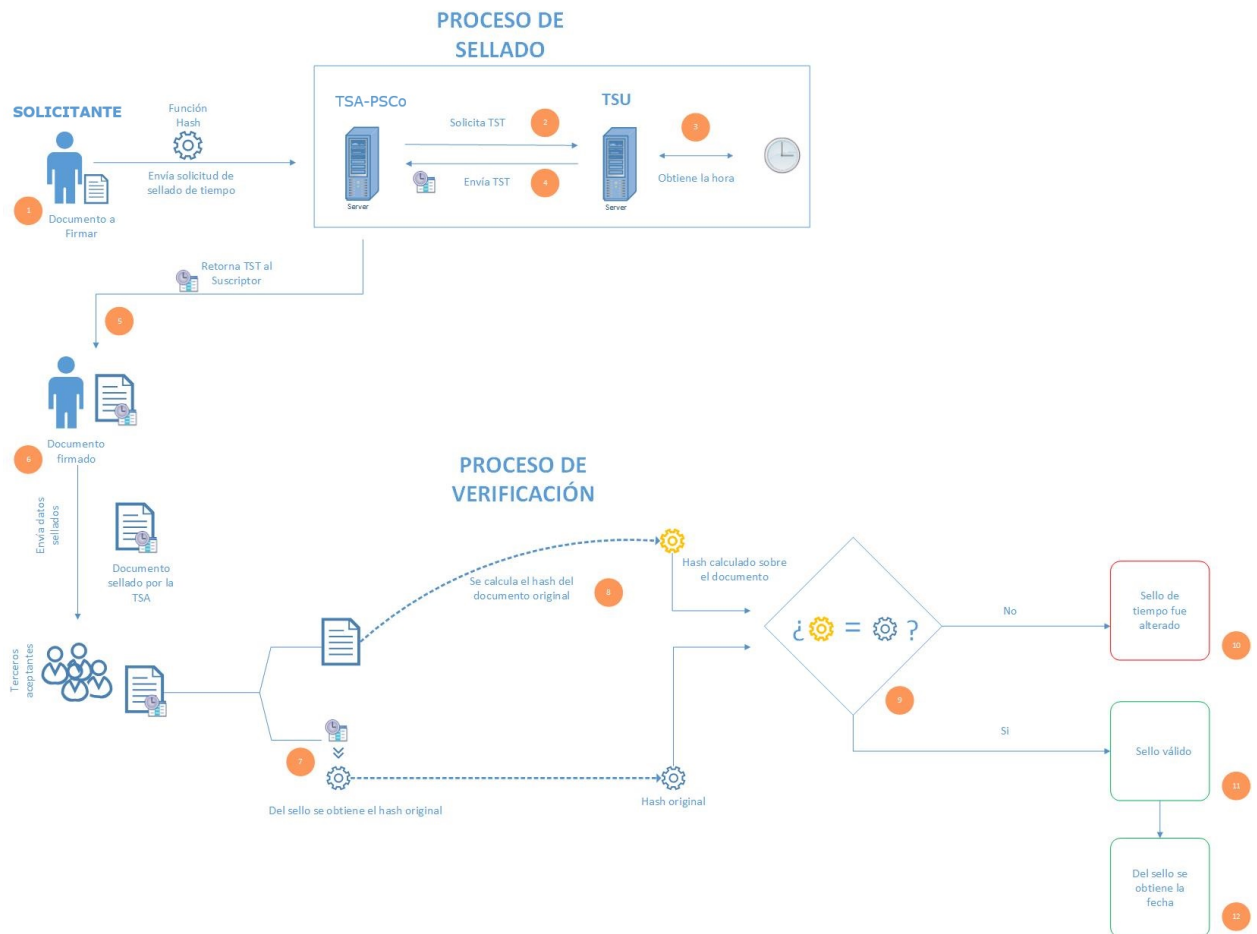 PROCESO DE
SELLADO
SOLICITANTE
Función
Hash
Envía solicitud de
sellado de tiempo
1
Documento a
Firmar
TSA-PSCo
Server
Solicita TST
2
Envía TST
4
TSU
Server
3
Obtiene la hora
Retorna TST al
Suscriptor
5
6
Documento
firmado
Envía datos
sellados
Documento
sellado por la
TSA
Terceros
aceptantes
PROCESO DE
VERIFICACIÓN
Se calcula el hash del
documento original
8
Hash calculado sobre
el documento
7
Del sello se obtiene el hash original
Hash original
¿ = ?
9
No
Sello de
tiempo fue
alterado
10
Si
Sello válido
11
Del sello se
obtiene la
fecha
12